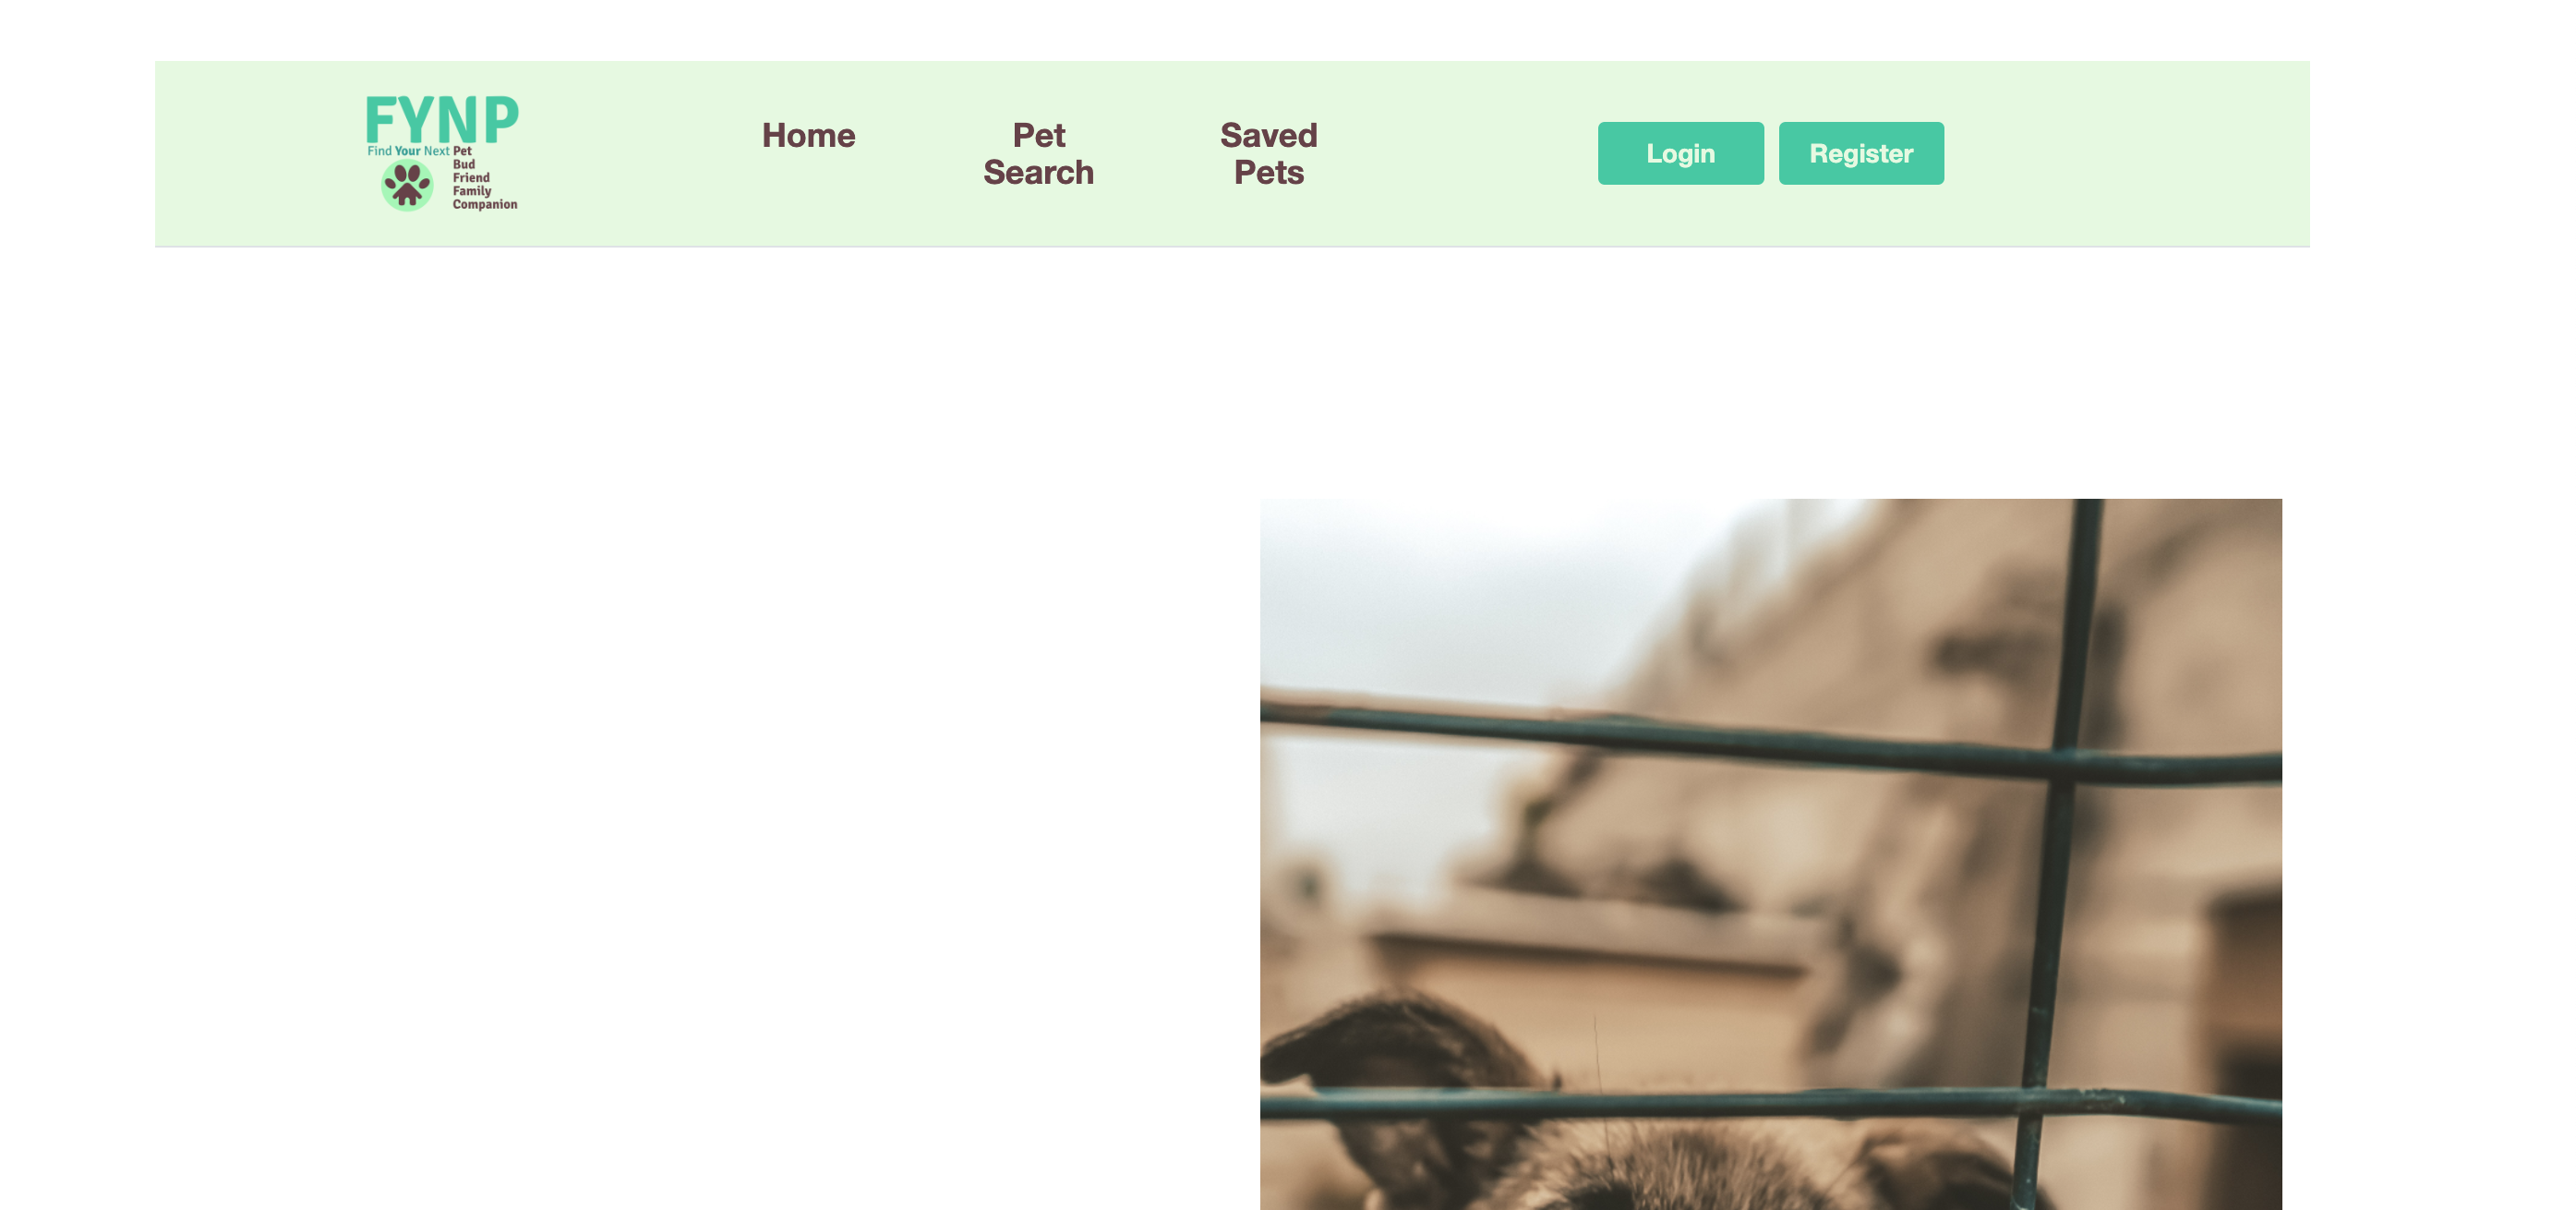 FYNP
Find Your Next Pet
Bud
Friend
Family
Companion
Home
Pet
Search
Saved
Pets
Login
Register